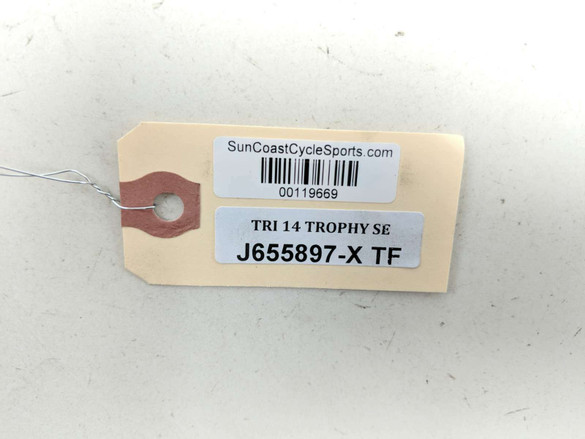 SunCoastCycleSports.com
00119669
TRI 14 TROPHY SE
J655897-X TF